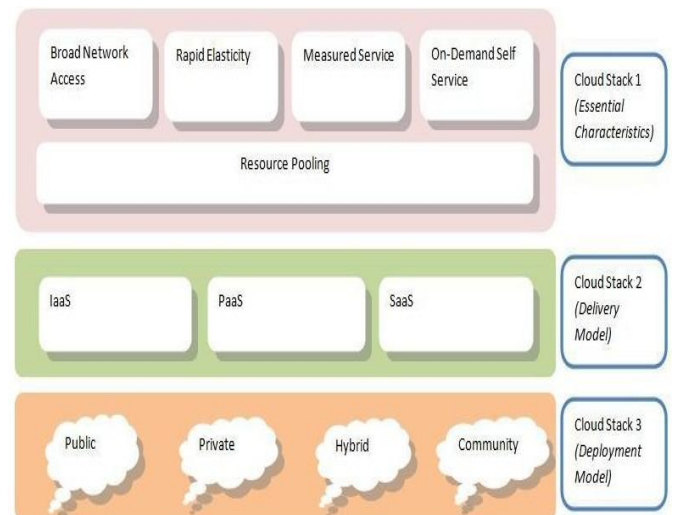 Broad Network
Access
Rapid Elasticity
Measured Service
On-Demand Self
Service
Resource Pooling
Cloud Stack 1
(Essential
Characteristics)
IaaS
PaaS
SaaS
Cloud Stack 2
(Delivery
Model)
Public
Private
Hybrid
Community
Cloud Stack 3
(Deployment
Model)